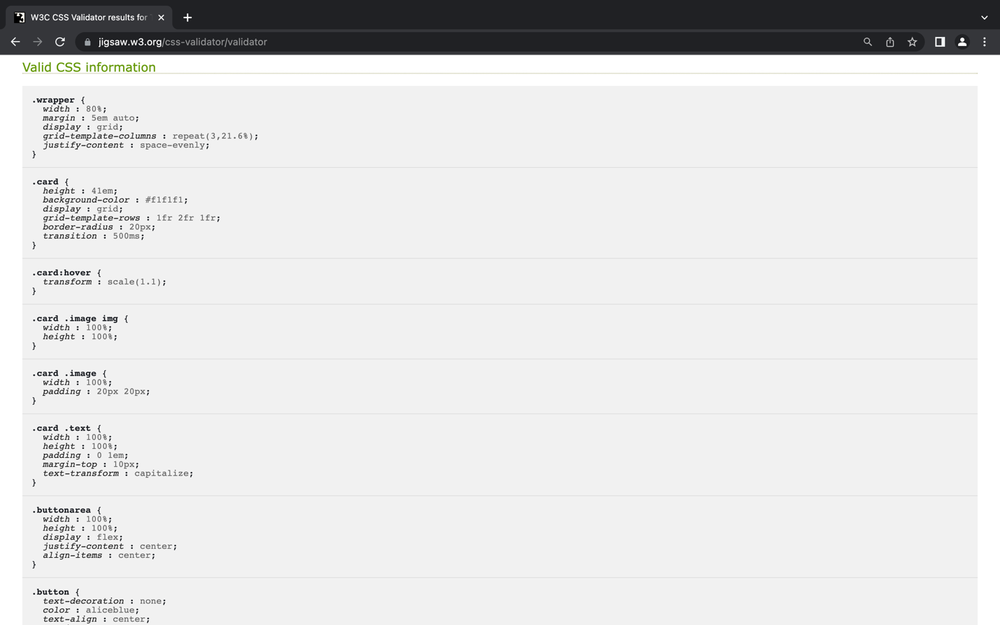 W3C CSS Validator results for
jigsaw.w3.org/css-validator/validator
Valid CSS information
.wrapper {
width : 80%;
margin : 5em auto;
display : grid;
grid-template-columns : repeat(3,21.6%);
justify-content : space-evenly;
}
.card {
height : 41em;
background-color : #f1f1f1;
display : grid;
grid-template-rows : 1fr 2fr 1fr;
border-radius : 20px;
transition : 500ms;
}
.card:hover {
transform : scale(1.1);
}
.card .image img {
width : 100%;
height : 100%;
}
.card .image {
width : 100%;
padding : 20px 20px;
}
.card .text {
width : 100%;
height : 100%;
padding : 0 1em;
margin-top : 10px;
text-transform : capitalize;
}
.buttonarea {
width : 100%;
height : 100%;
display : flex;
justify-content : center;
align-items : center;
}
.button {
text-decoration : none;
color : aliceblue;
text-align : center;